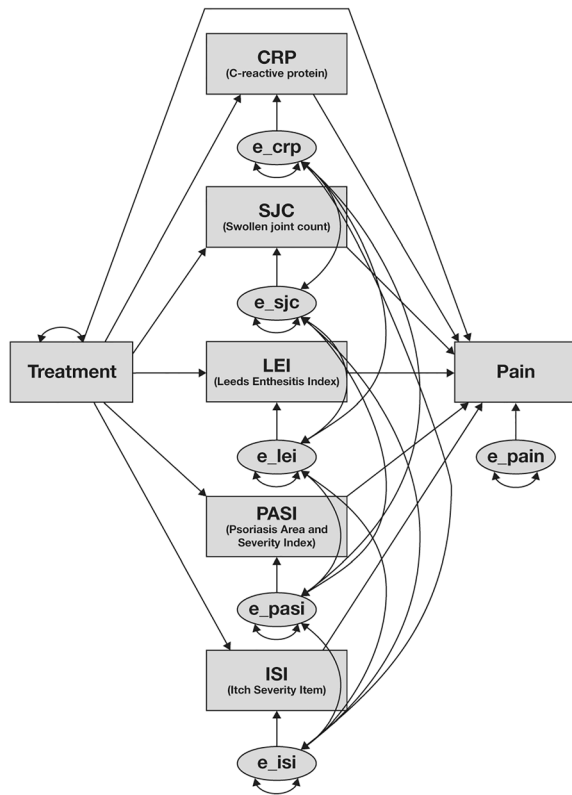 CRP
(C-reactive protein)
e_crp
SJC
(Swollen joint count)
e_sjc
Treatment
LEI
(Leeds Enthesitis Index)
Pain
e_lei
e_pain
PASI
(Psoriasis Area and
Severity Index)
e_pasi
ISI
(Itch Severity Item)
e_isi